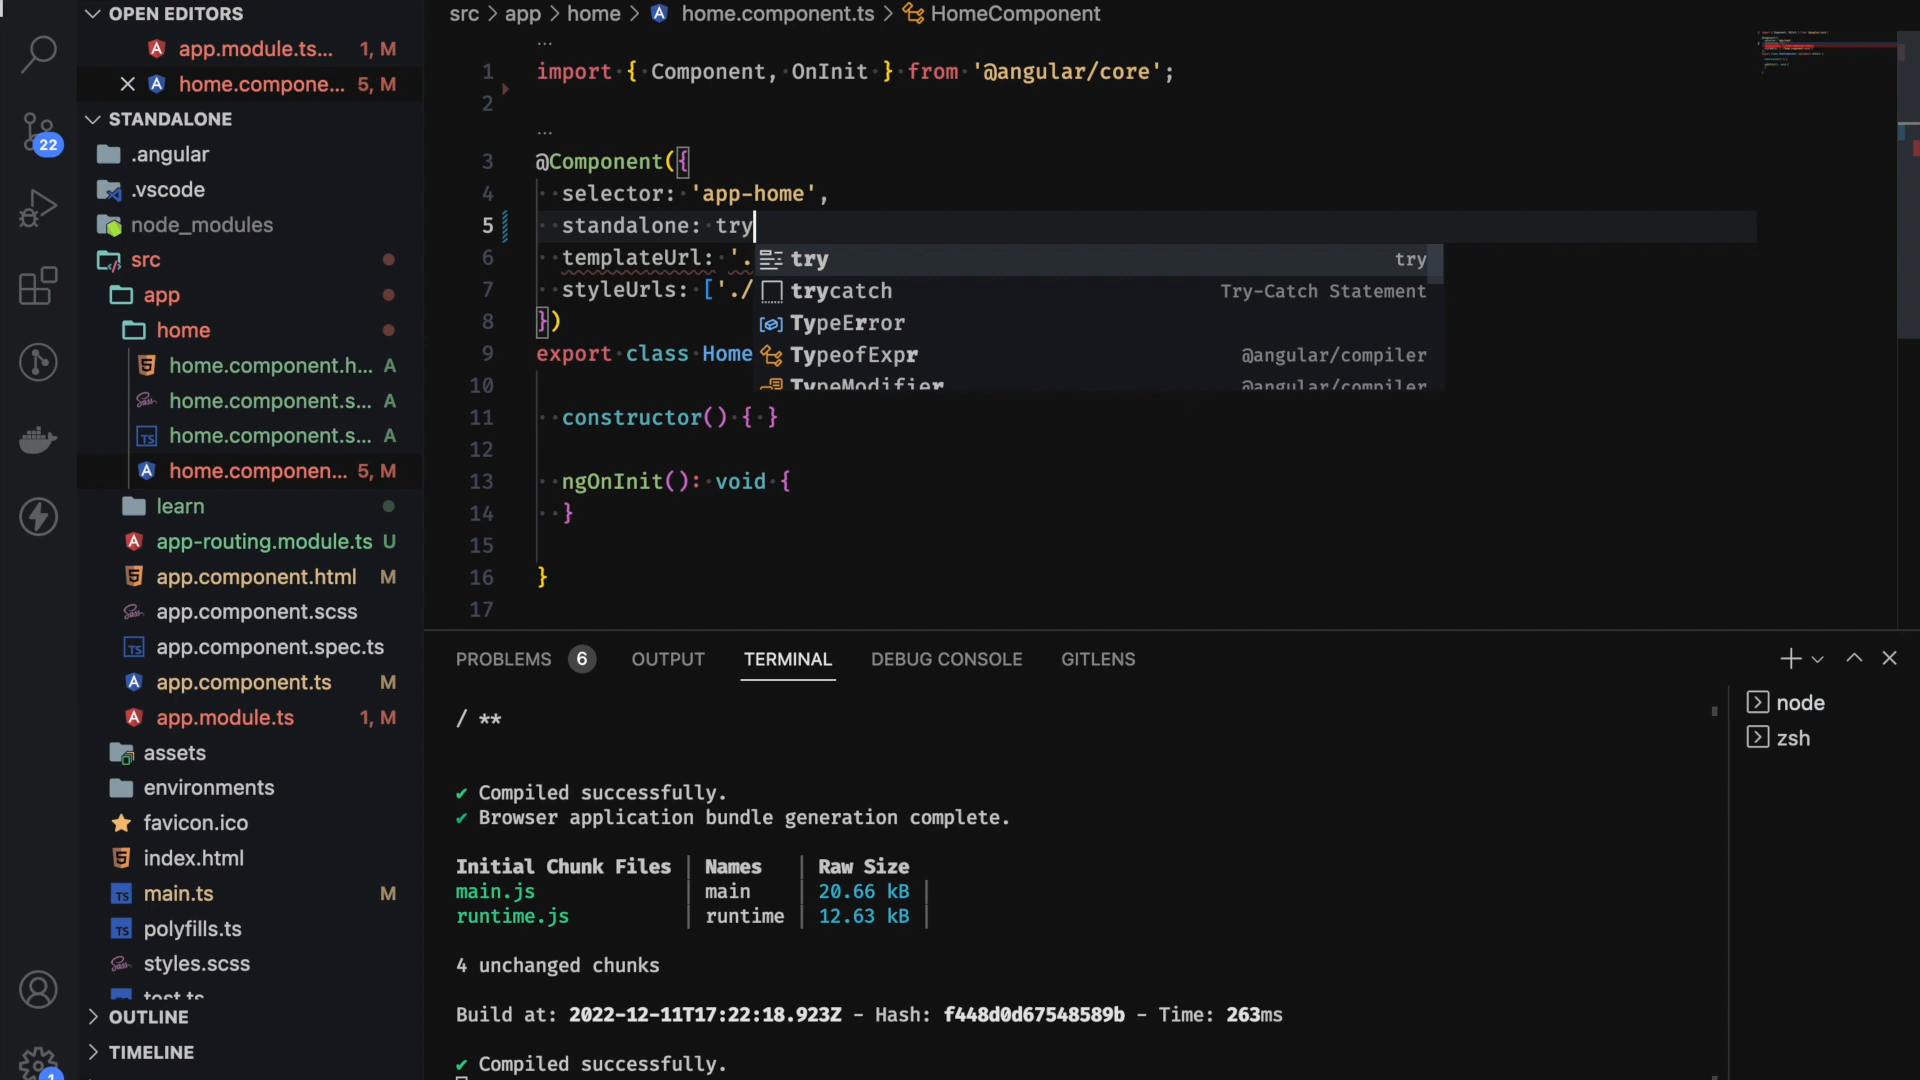 OPEN EDITORS
app.module.ts... 1, M
home.compone... 5, M
STANDALONE
.angular
.vscode
node_modules
src
app
home
home.component.h... A
home.component.s... A
home.component.s... A
home.componen... 5, M
learn
app-routing.module.ts U
app.component.html M
app.component.scss
app.component.spec.ts
app.component.ts M
app.module.ts 1, M
assets
environments
favicon.ico
index.html
main.ts M
polyfills.ts
styles.scss
test.ts
OUTLINE
TIMELINE
22
1
src > app > home > home.component.ts > HomeComponent
...
1 import { Component, OnInit } from '@angular/core';
2
...
3 @Component({
4 selector: 'app-home',
5 standalone: try
6 templateUrl: '.
7 styleUrls: ['./
8 })
9 export class Home
10
11 constructor() { }
12
13 ngOnInit(): void {
14 }
15
16 }
17
try try
trycatch Try-Catch Statement
TypeError
TypeofExpr @angular/compiler
TypeModifier @angular/compiler
PROBLEMS 6 OUTPUT TERMINAL DEBUG CONSOLE GITLENS
/ **
✔ Compiled successfully.
✔ Browser application bundle generation complete.
Initial Chunk Files | Names | Raw Size
main.js | main | 20.66 kB |
runtime.js | runtime | 12.63 kB |
4 unchanged chunks
Build at: 2022-12-11T17:22:18.923Z - Hash: f448d0d67548589b - Time: 263ms
✔ Compiled successfully.
node
zsh